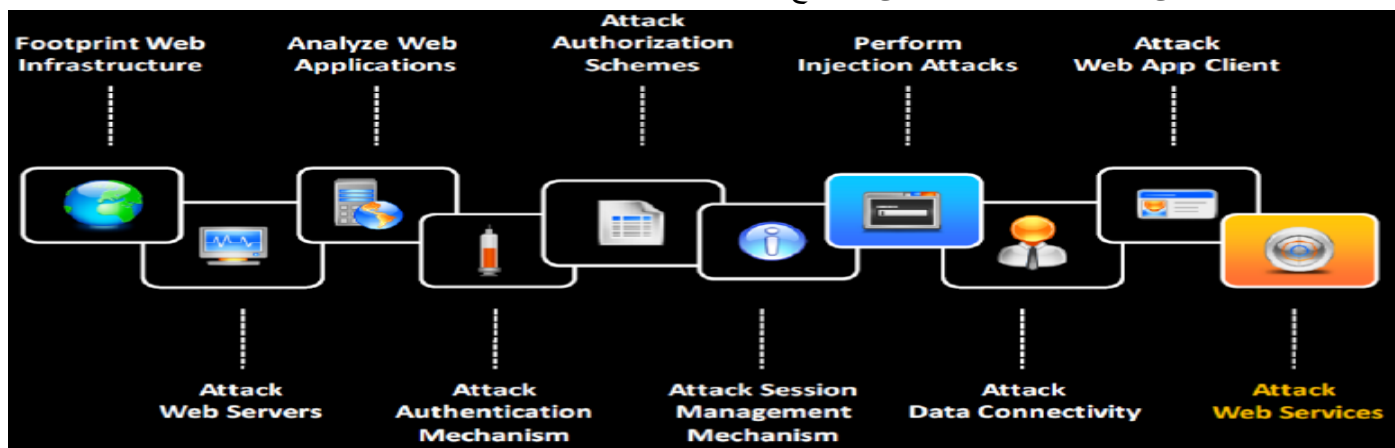 Footprint Web
Infrastructure
Analyze Web
Applications
Attack
Authorization
Schemes
Perform
Injection Attacks
Attack
Web App Client
Attack
Web Servers
Attack
Authentication
Mechanism
Attack Session
Management
Mechanism
Attack
Data Connectivity
Attack
Web Services